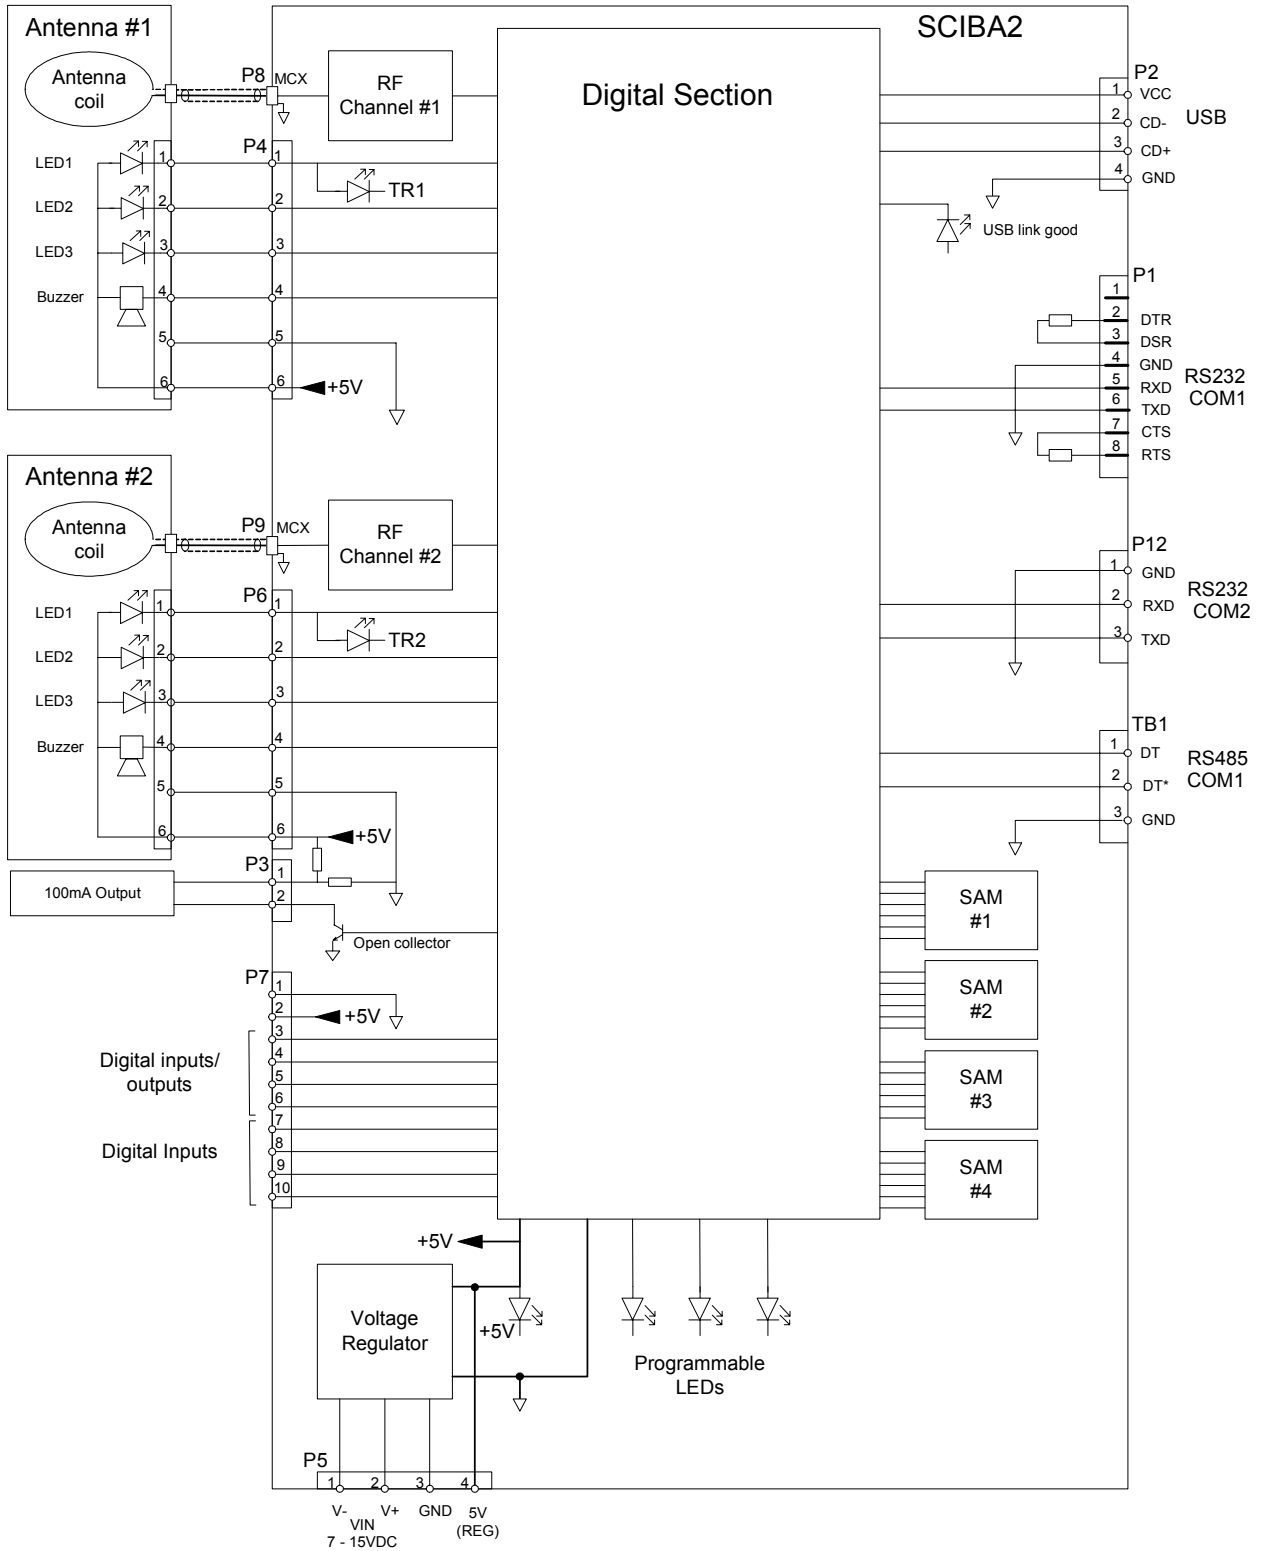 SCIBA2
Antenna #1
Antenna
coil
P8
MCX
RF
Channel #1
Digital Section
P4
LED1
1
1
TR1
LED2
2
2
LED3
3
3
Buzzer
4
4
5
5
6
6
+5V
Antenna #2
Antenna
coil
P9
MCX
RF
Channel #2
P6
LED1
1
1
TR2
LED2
2
2
LED3
3
3
Buzzer
4
4
5
5
6
6
+5V
P3
1
2
100mA Output
Open collector
P7
1
2
+5V
3
4
5
6
7
8
9
10
Digital inputs/
outputs
Digital Inputs
P2
1
VCC
2
CD-
3
CD+
4
GND
USB
USB link good
P1
1
2
DTR
3
DSR
4
GND
5
RXD
6
TXD
7
CTS
8
RTS
RS232
COM1
P12
1
GND
2
RXD
3
TXD
RS232
COM2
TB1
1
DT
2
DT*
3
GND
RS485
COM1
SAM
#1
SAM
#2
SAM
#3
SAM
#4
+5V
Voltage
Regulator
+5V
Programmable
LEDs
P5
1
2
3
4
V-
V+
GND
5V
(REG)
VIN
7 - 15VDC